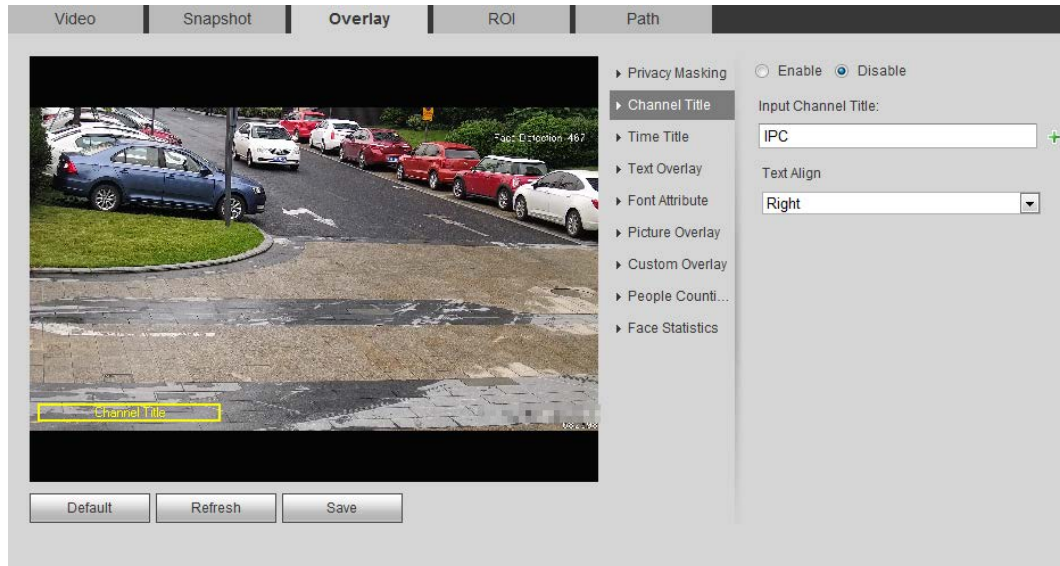 Video Snapshot Overlay ROI Path
Face Detection 467
Channel Title
Default Refresh Save
Privacy Masking
Channel Title
Time Title
Text Overlay
Font Attribute
Picture Overlay
Custom Overlay
People Counti...
Face Statistics
Enable Disable
Input Channel Title:
IPC
Text Align
Right